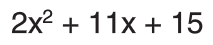 2x² + 11x + 15